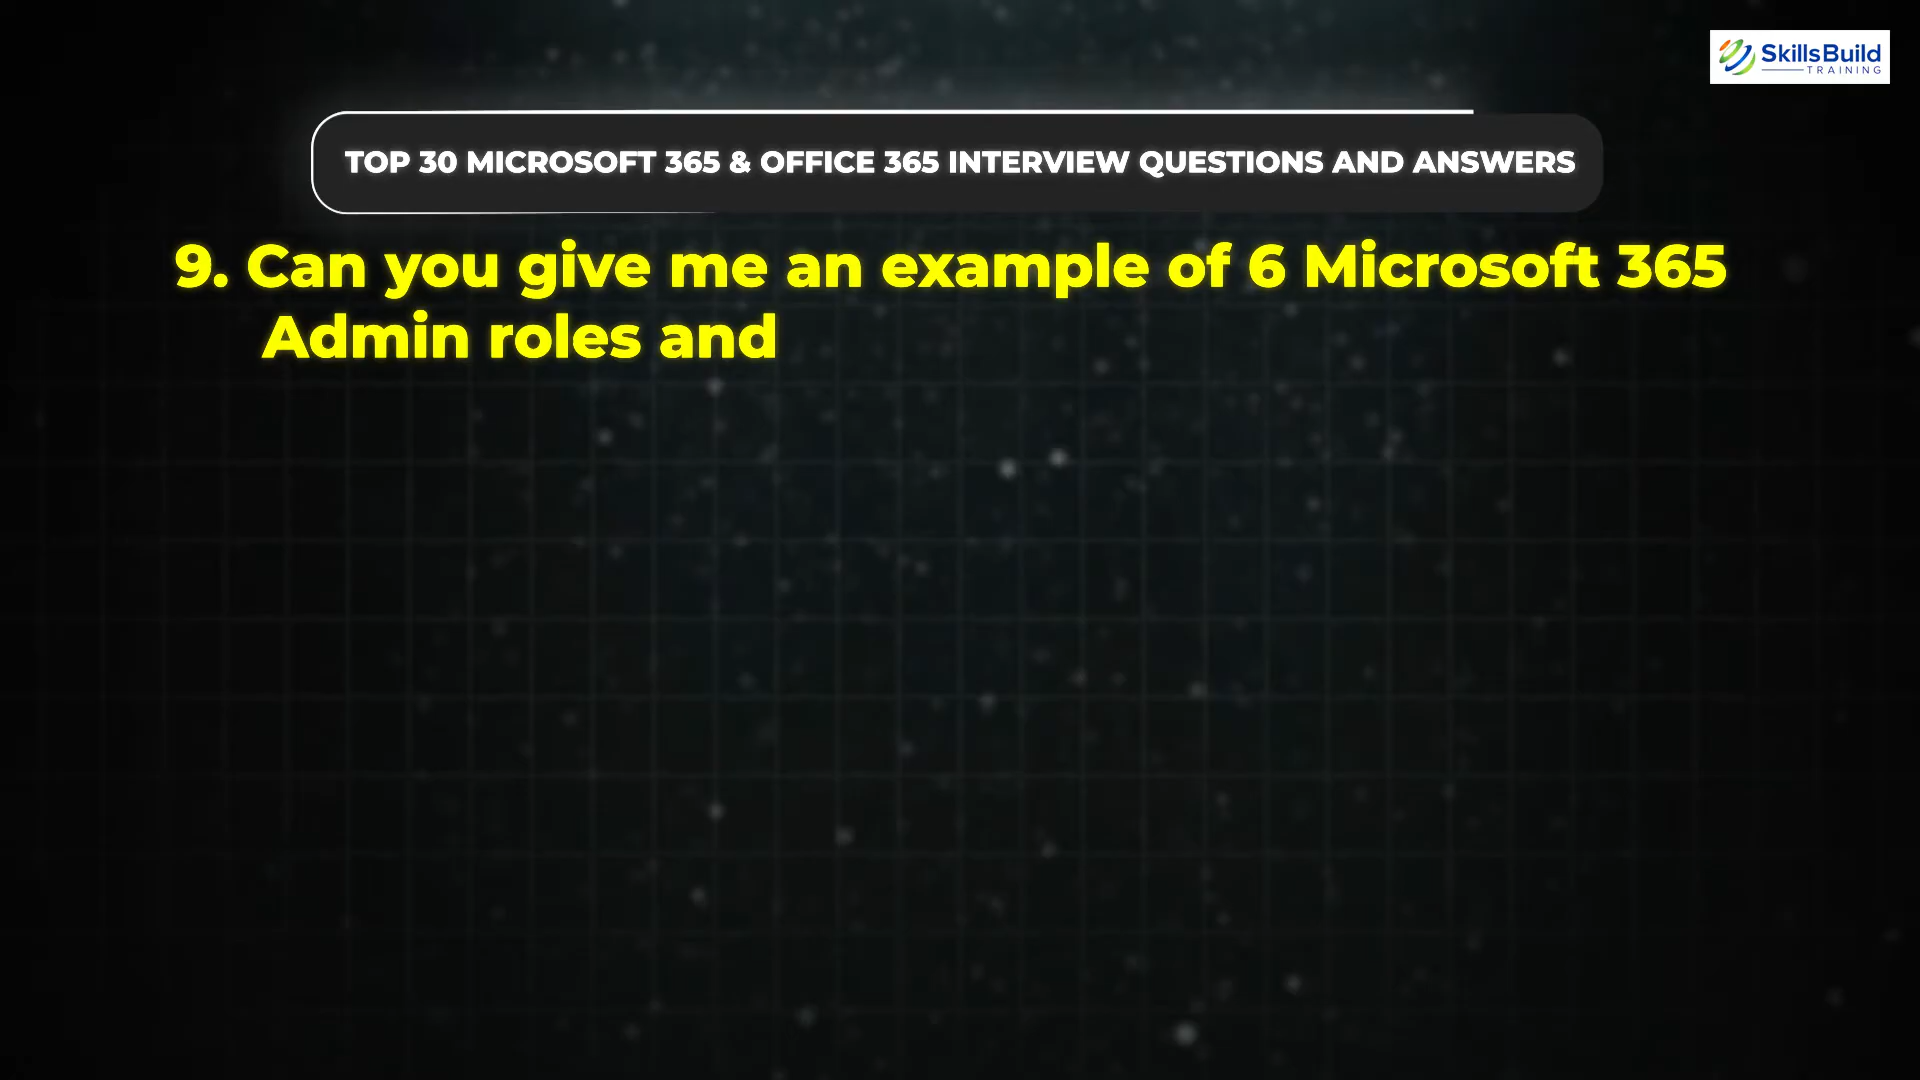 SkillsBuild
TRAINING
TOP 30 MICROSOFT 365 & OFFICE 365 INTERVIEW QUESTIONS AND ANSWERS
9. Can you give me an example of 6 Microsoft 365
Admin roles and